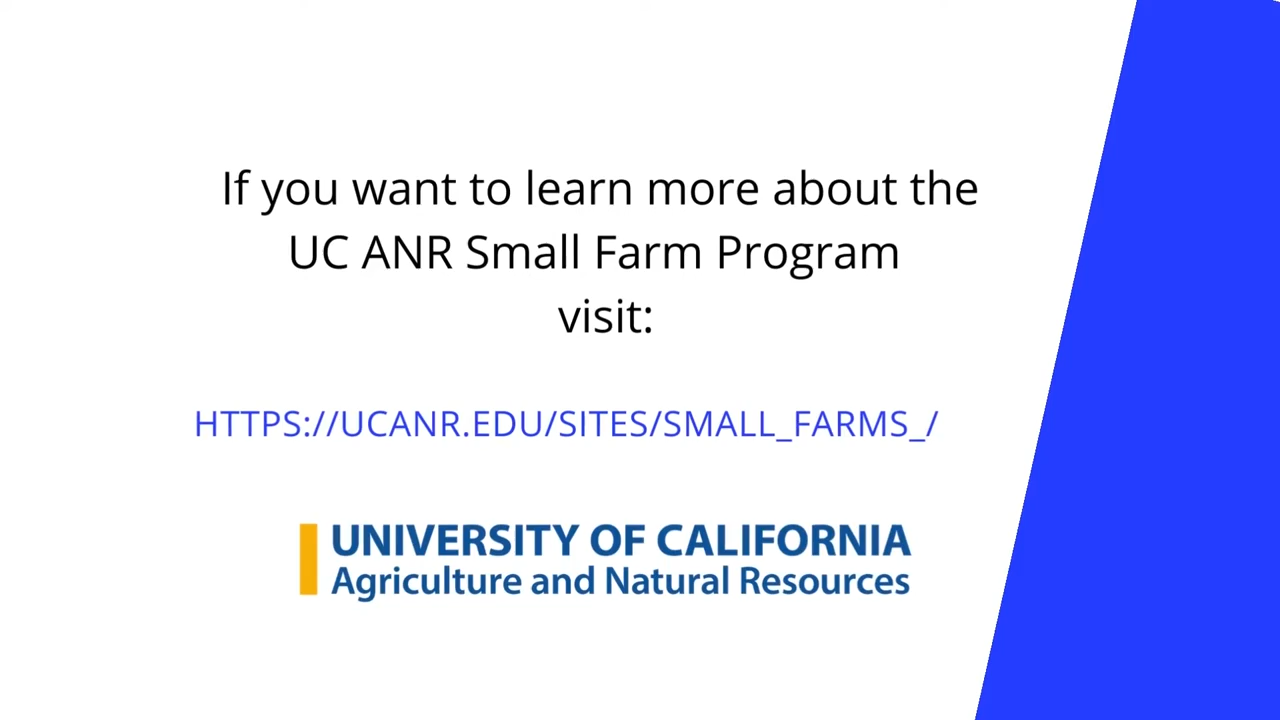 If you want to learn more about the
UC ANR Small Farm Program
visit:
HTTPS://UCANR.EDU/SITES/SMALL_FARMS_/
UNIVERSITY OF CALIFORNIA
Agriculture and Natural Resources